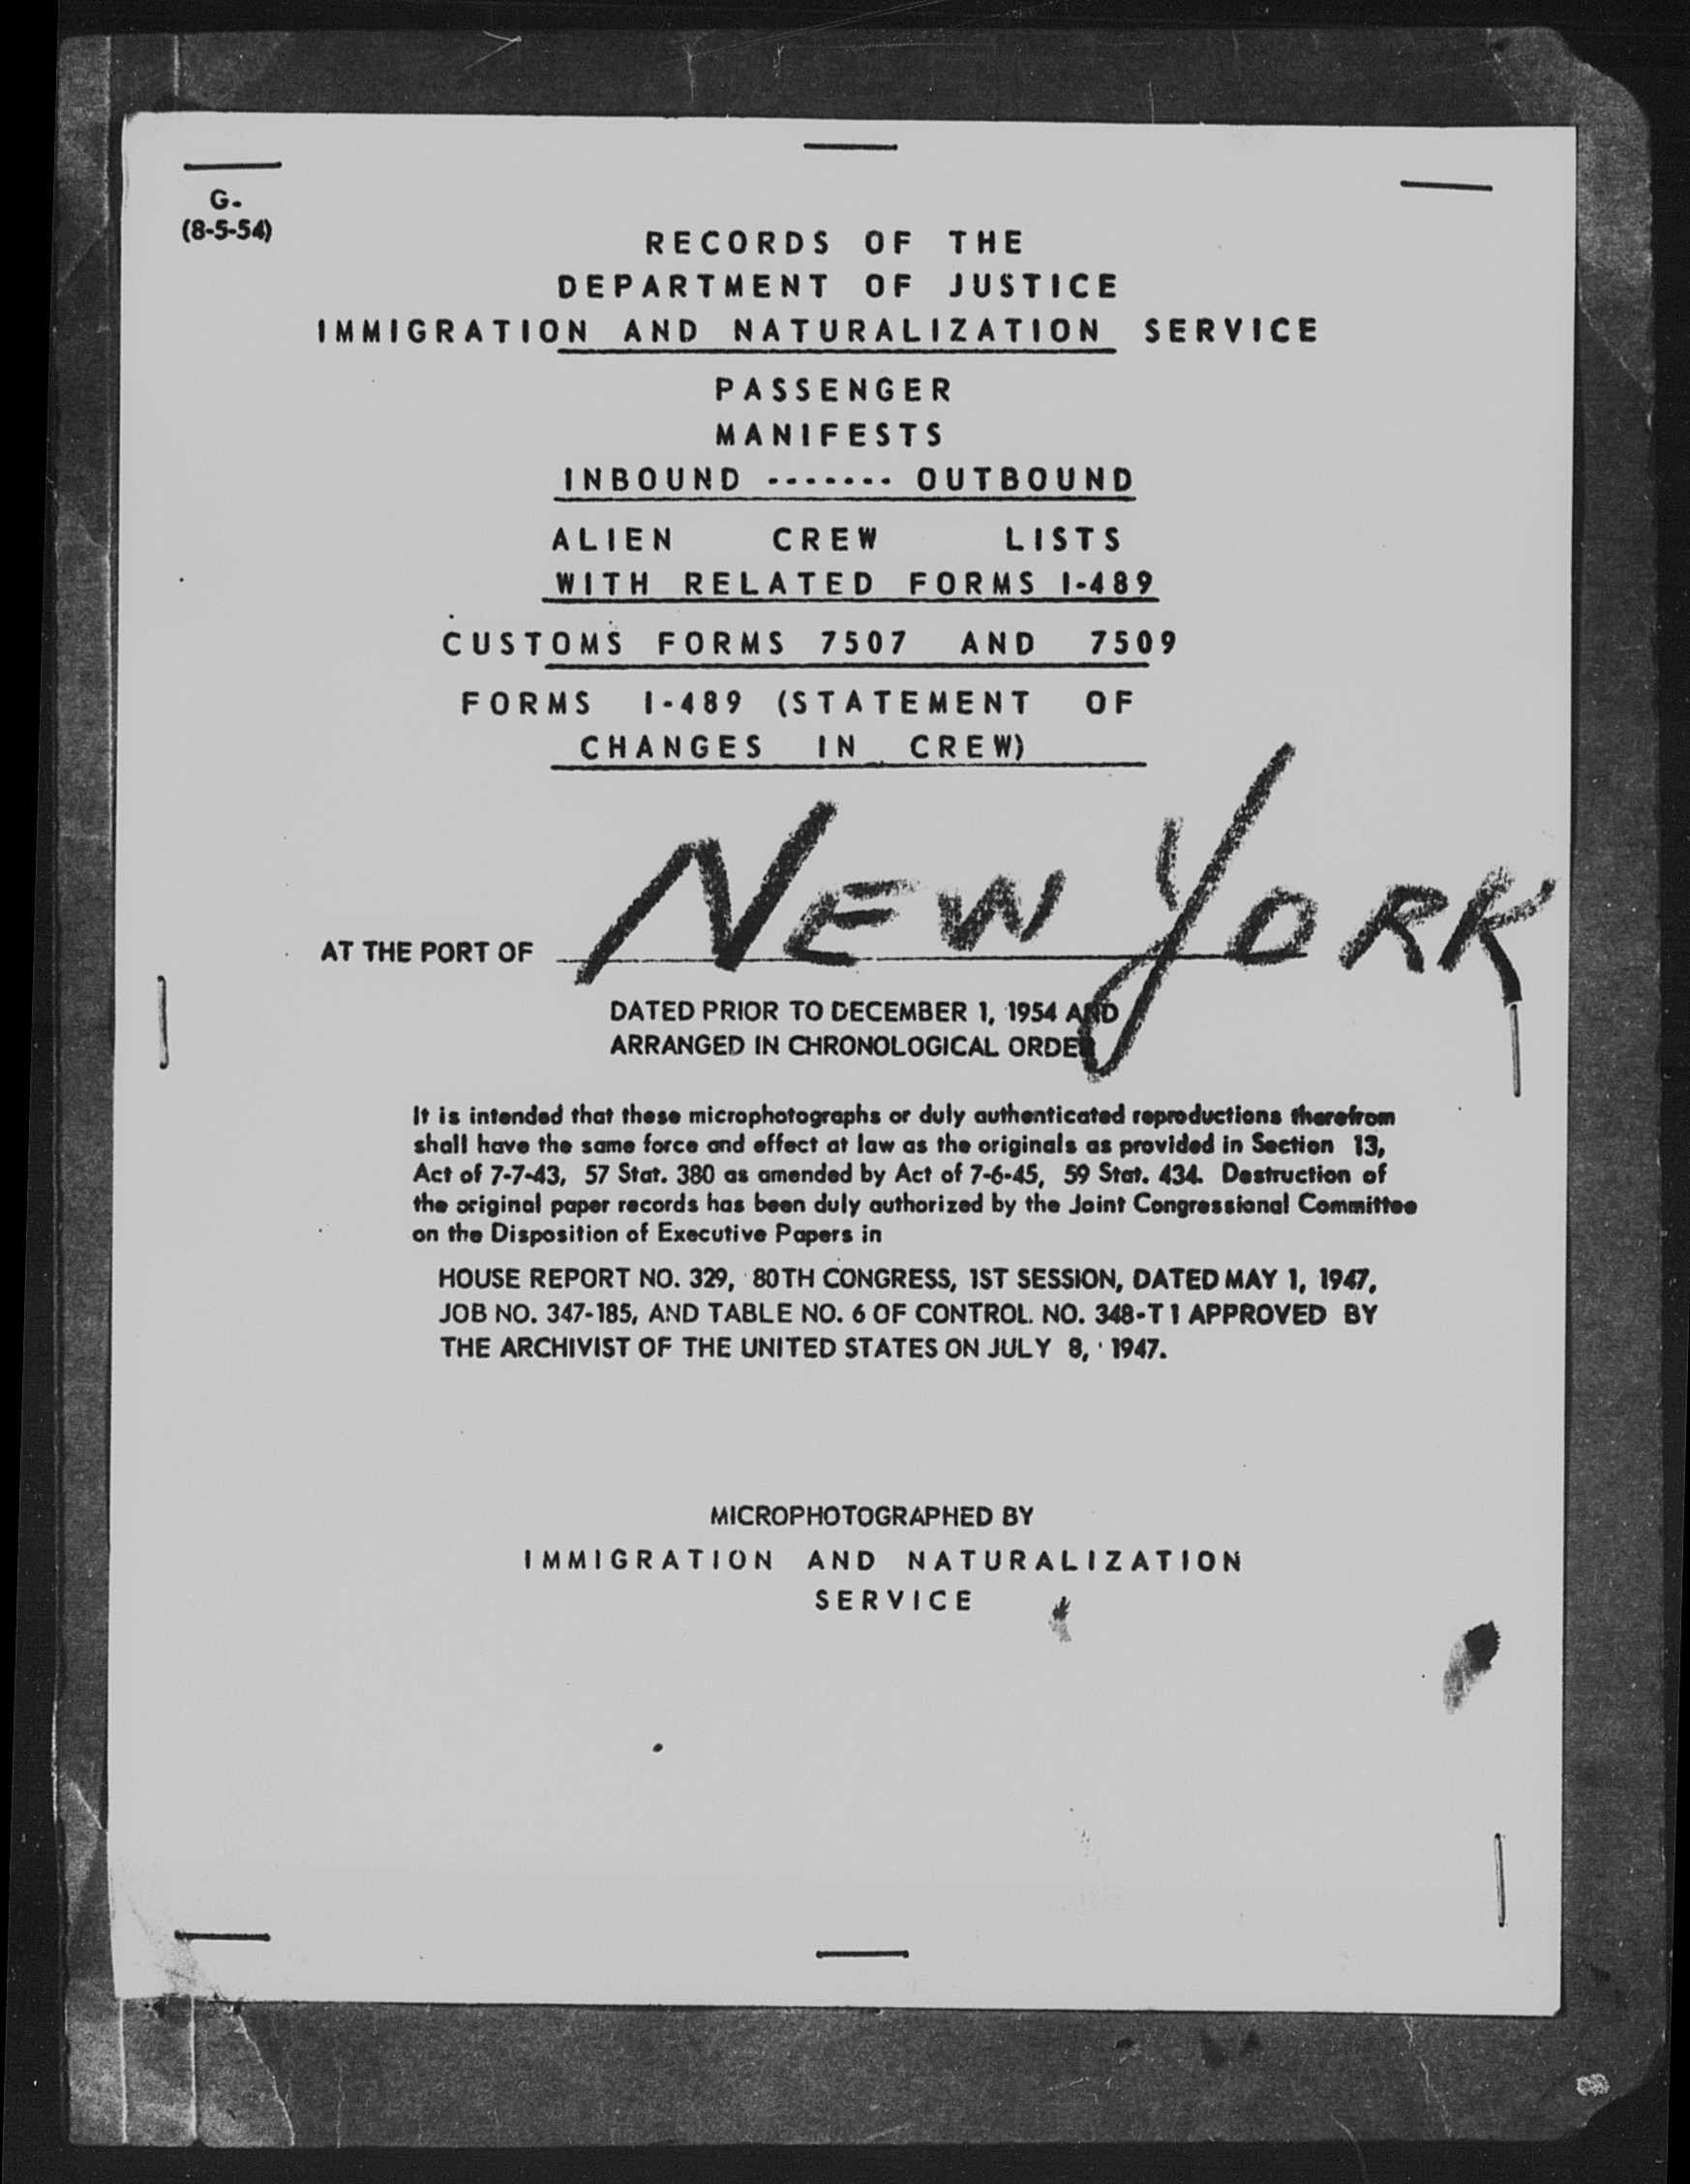 G.
(8-5-54)
RECORDS OF THE
DEPARTMENT OF JUSTICE
IMMIGRATION AND NATURALIZATION SERVICE
PASSENGER
MANIFESTS
INBOUND ------- OUTBOUND
ALIEN CREW LISTS
WITH RELATED FORMS I-489
CUSTOMS FORMS 7507 AND 7509
FORMS I-489 (STATEMENT OF
CHANGES IN CREW)
AT THE PORT OF NEW YORK
DATED PRIOR TO DECEMBER 1, 1954 AND
ARRANGED IN CHRONOLOGICAL ORDER
It is intended that these microphotographs or duly authenticated reproductions therefrom
shall have the same force and effect at law as the originals as provided in Section 13,
Act of 7-7-43, 57 Stat. 380 as amended by Act of 7-6-45, 59 Stat. 434. Destruction of
the original paper records has been duly authorized by the Joint Congressional Committee
on the Disposition of Executive Papers in
HOUSE REPORT NO. 329, 80TH CONGRESS, 1ST SESSION, DATED MAY 1, 1947,
JOB NO. 347-185, AND TABLE NO. 6 OF CONTROL. NO. 348-T1 APPROVED BY
THE ARCHIVIST OF THE UNITED STATES ON JULY 8, 1947.
MICROPHOTOGRAPHED BY
IMMIGRATION AND NATURALIZATION
SERVICE